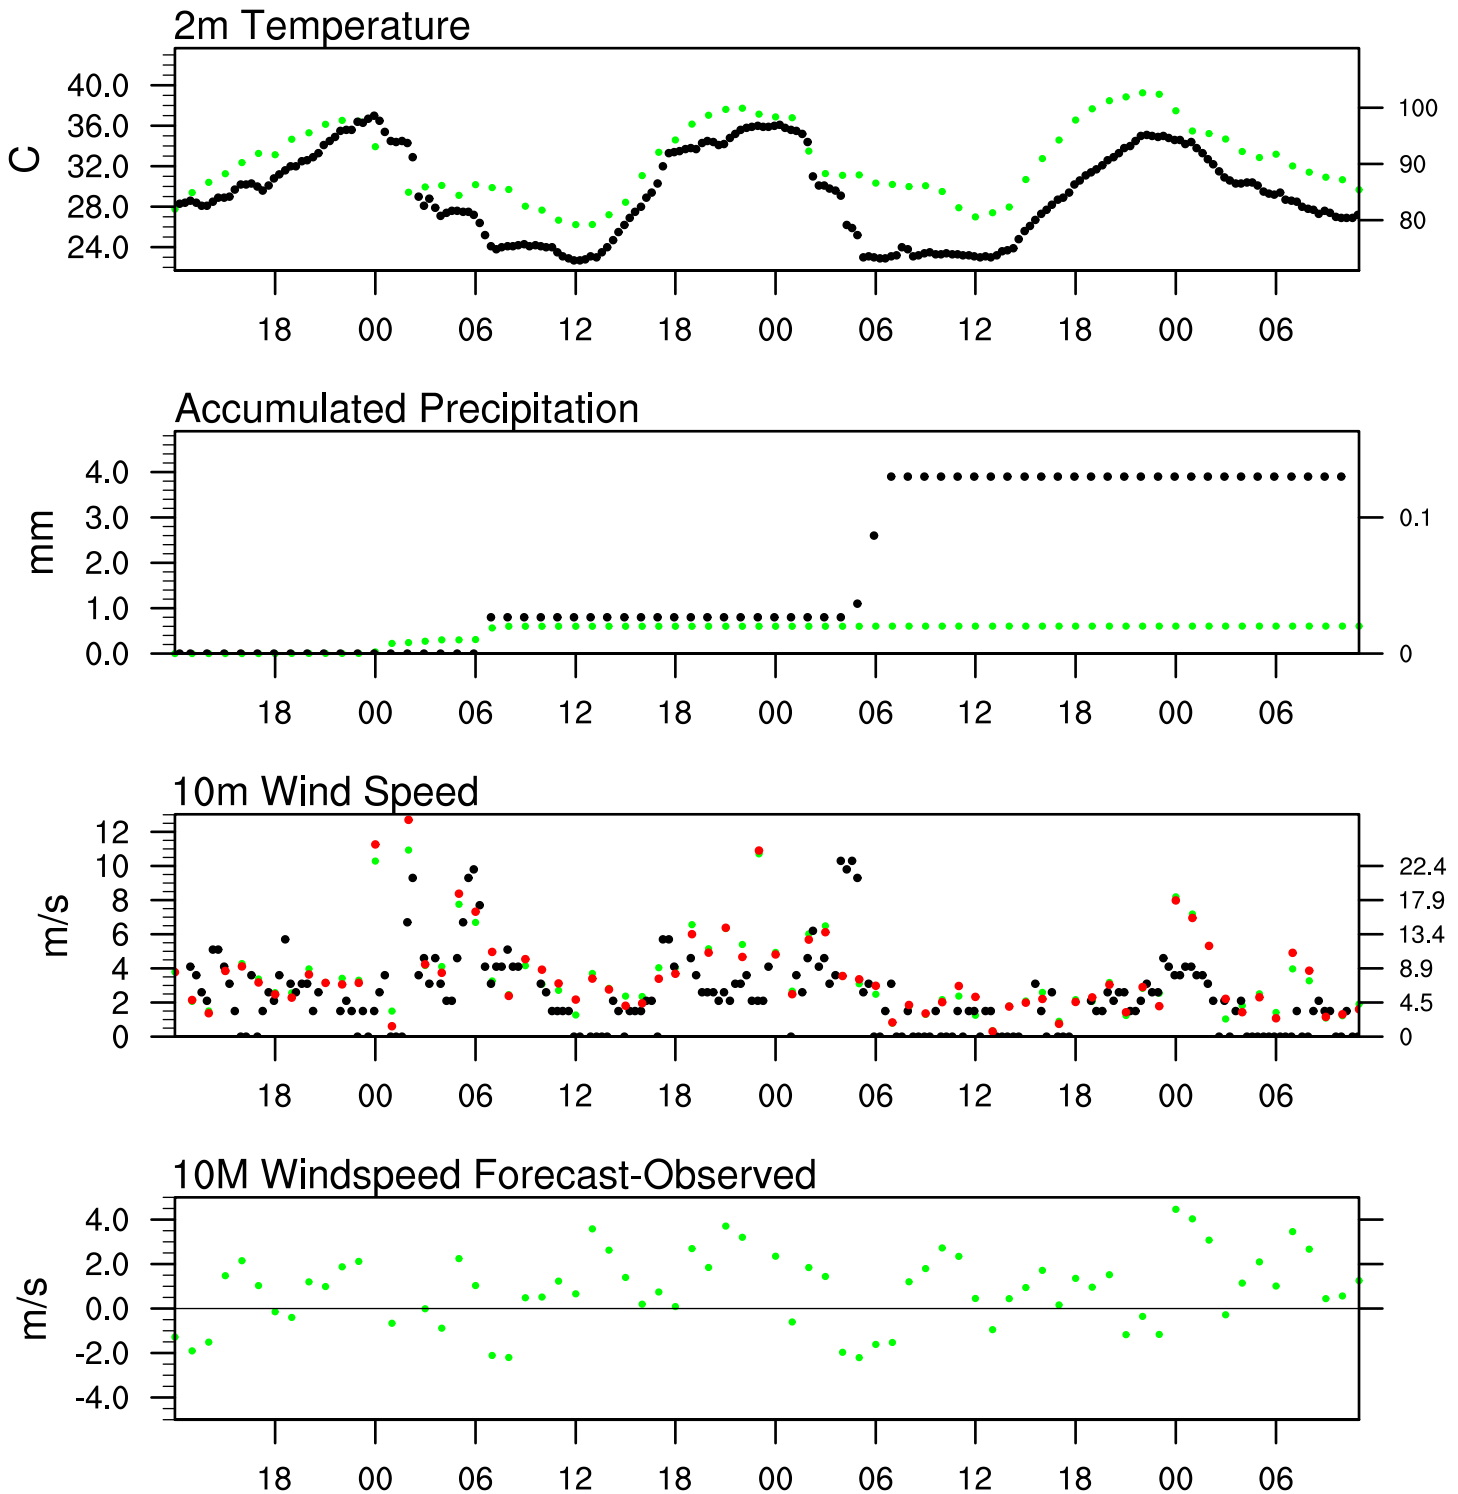 2m Temperature
40.0
36.0
32.0
28.0
24.0
C
100
90
80
18 00 06 12 18 00 06 12 18 00 06
Accumulated Precipitation
4.0
3.0
2.0
1.0
0.0
mm
0.1
0
18 00 06 12 18 00 06 12 18 00 06
10m Wind Speed
12
10
8
6
4
2
0
m/s
22.4
17.9
13.4
8.9
4.5
0
18 00 06 12 18 00 06 12 18 00 06
10M Windspeed Forecast-Observed
4.0
2.0
0.0
-2.0
-4.0
m/s
18 00 06 12 18 00 06 12 18 00 06